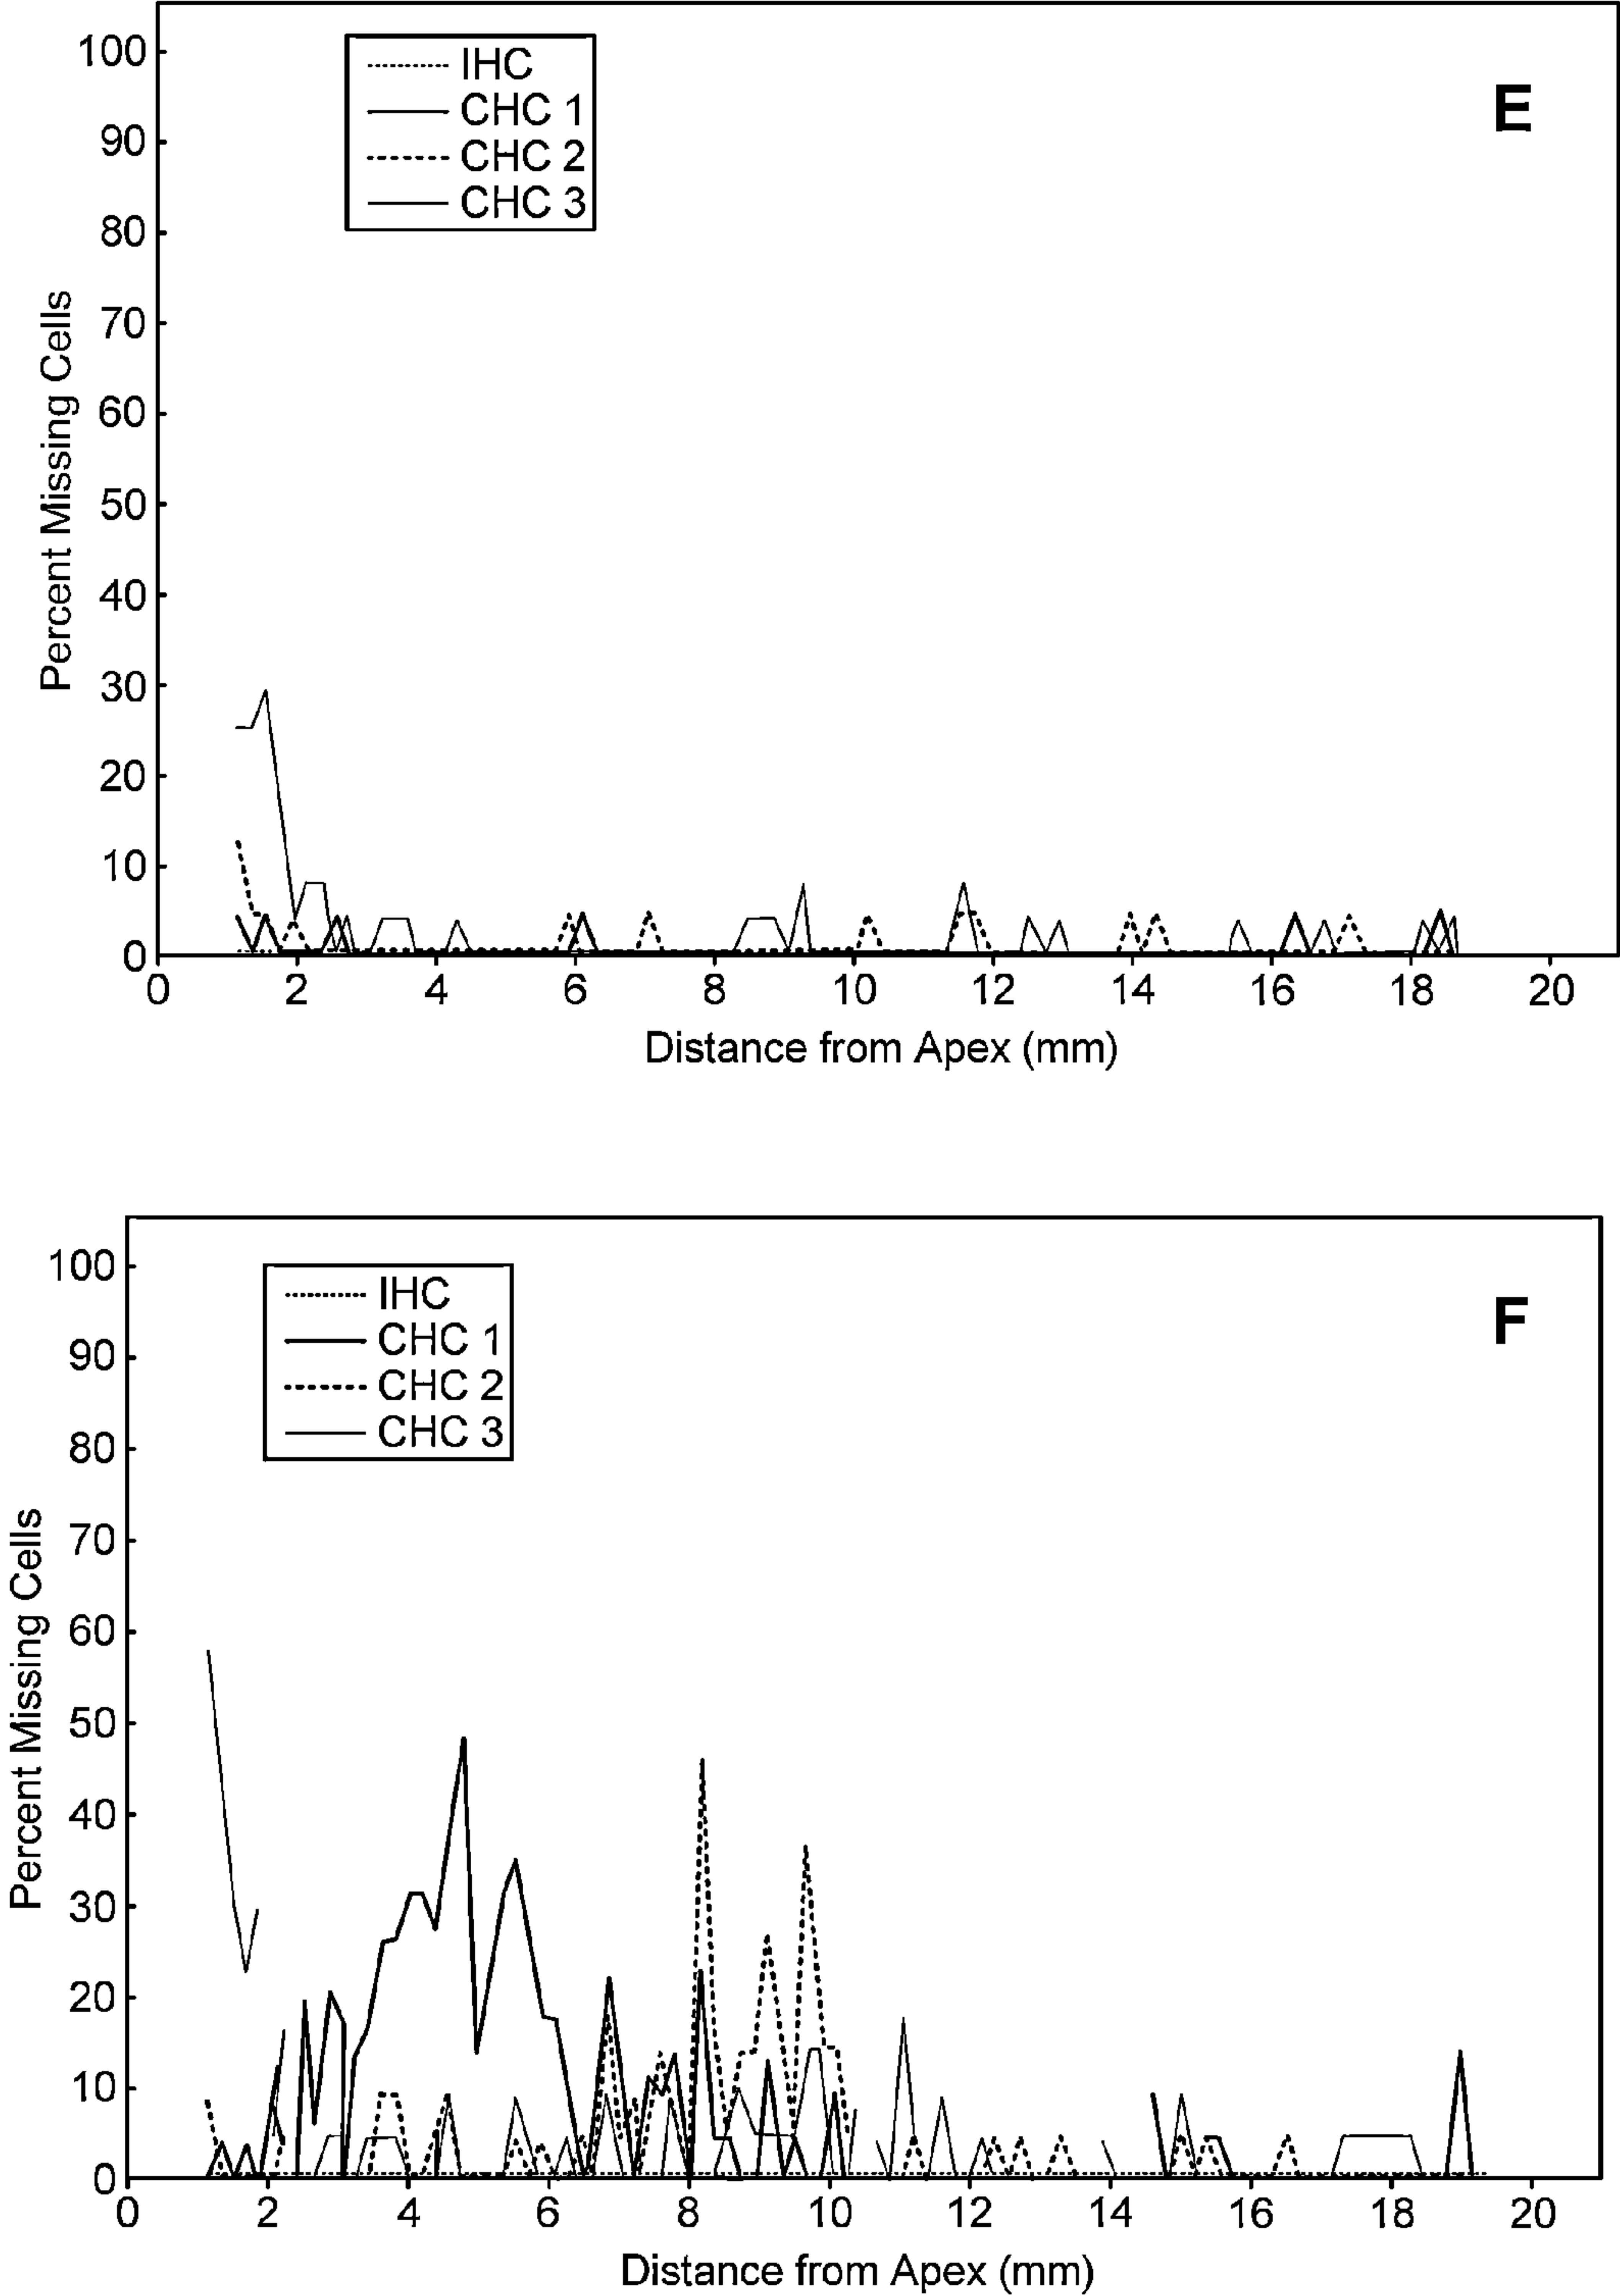 E
IHC
CHC 1
CHC 2
CHC 3
100
90
80
70
60
50
40
30
20
10
0
Percent Missing Cells
0 2 4 6 8 10 12 14 16 18 20
Distance from Apex (mm)
F
IHC
CHC 1
CHC 2
CHC 3
100
90
80
70
60
50
40
30
20
10
0
Percent Missing Cells
0 2 4 6 8 10 12 14 16 18 20
Distance from Apex (mm)